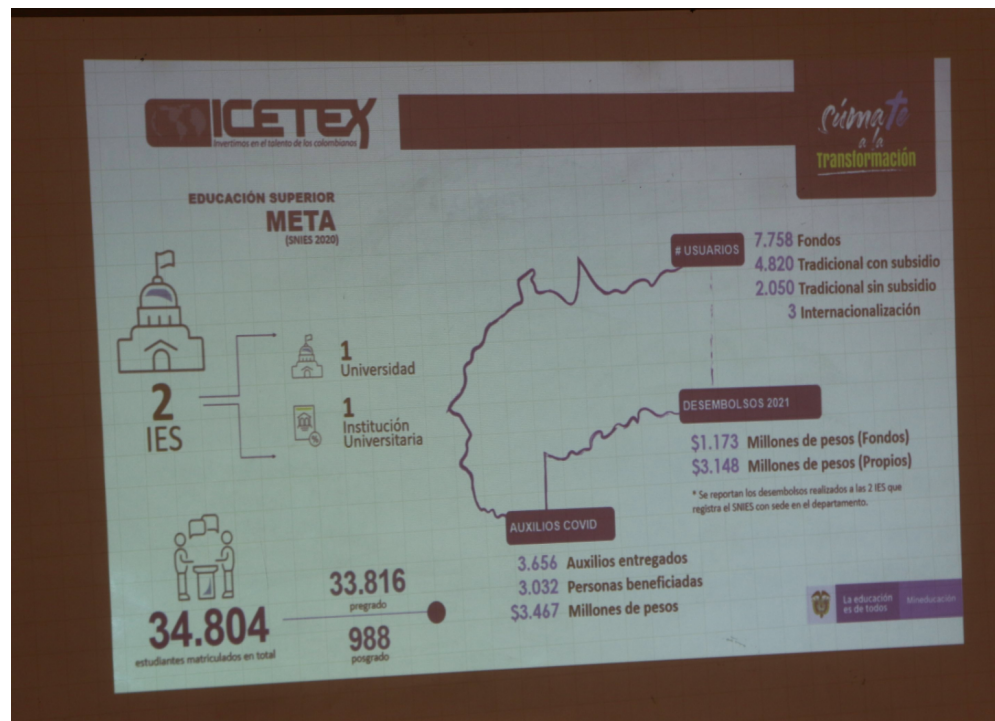 ICETEX
Invertimos en el talento de los colombianos
Súmate
a la
Transformación
EDUCACIÓN SUPERIOR
META
(SNIES 2020)
2
IES
1
Universidad
1
Institución
Universitaria
# USUARIOS
7.758 Fondos
4.820 Tradicional con subsidio
2.050 Tradicional sin subsidio
3 Internacionalización
DESEMBOLSOS 2021
$1.173 Millones de pesos (Fondos)
$3.148 Millones de pesos (Propios)
* Se reportan los desembolsos realizados a las 2 IES que
registra el SNIES con sede en el departamento.
AUXILIOS COVID
3.656 Auxilios entregados
3.032 Personas beneficiadas
$3.467 Millones de pesos
34.804
estudiantes matriculados en total
33.816
pregrado
988
posgrado
La educación
es de todos
Mineducación